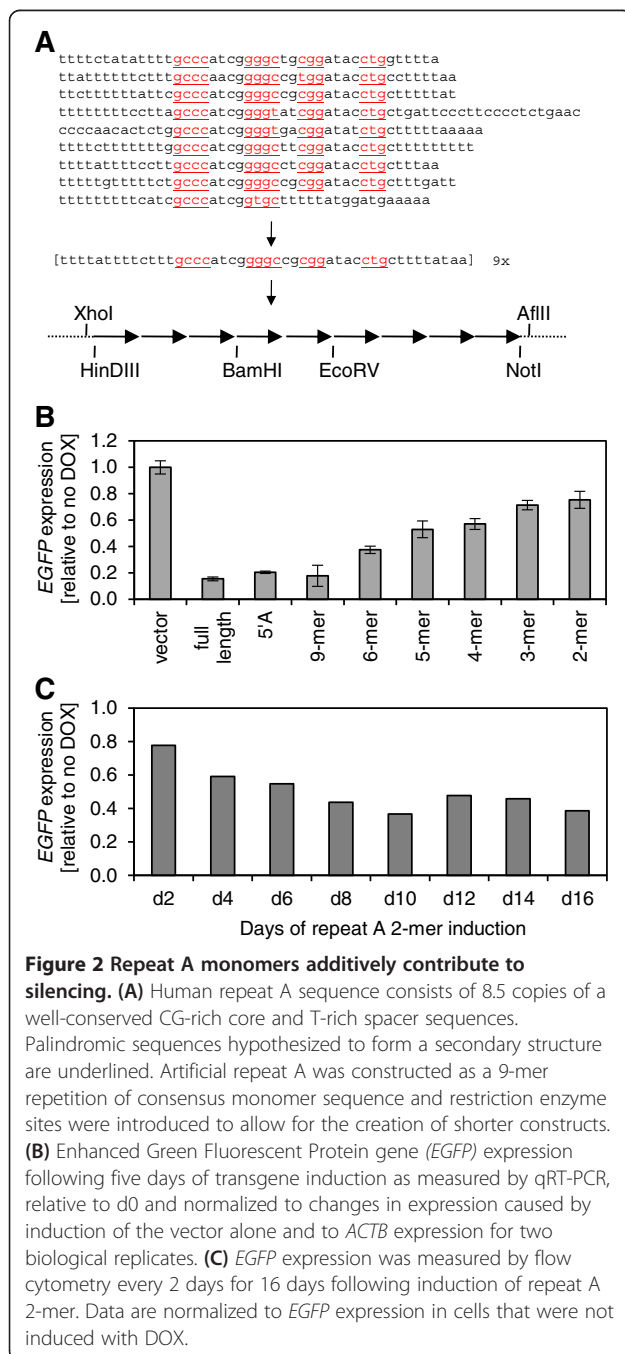 A
ttttctatattttgcccatcggggctgcggatacctggttttta
ttatttttttctttgcccaacggggccgtggatacctgccttttaa
ttcttttttttattcgcccatcggggccgcggatacctgctttttat
tttttttttccttagcccatcggggtatcggatacctgctgattcccttcccctctgaac
ccccaacactctggcccatcggggtgacggatatctgctttttaaaaa
tttttcttttttttggcccatcggggcttcggatacctgcttttttttt
ttttattttccttgcccatcggggcctcggatacctgctttaa
tttttgtttttctgcccatcggggccgcggatacctgctttgatt
tttttttttcatcgcccatcggtgctttttatggatgaaaaa
[ttttattttctttgcccatcggggccgcggatacctgcttttataa] 9x
XhoI AflII
HinDIII BamHI EcoRV NotI
B
EGFP expression
[relative to no DOX]
1.2
1.0
0.8
0.6
0.4
0.2
0.0
vector
full
length
5'A
9-mer
6-mer
5-mer
4-mer
3-mer
2-mer
C
EGFP expression
[relative to no DOX]
1.0
0.8
0.6
0.4
0.2
0.0
d2 d4 d6 d8 d10 d12 d14 d16
Days of repeat A 2-mer induction
Figure 2 Repeat A monomers additively contribute to
silencing. (A) Human repeat A sequence consists of 8.5 copies of a
well-conserved CG-rich core and T-rich spacer sequences.
Palindromic sequences hypothesized to form a secondary structure
are underlined. Artificial repeat A was constructed as a 9-mer
repetition of consensus monomer sequence and restriction enzyme
sites were introduced to allow for the creation of shorter constructs.
(B) Enhanced Green Fluorescent Protein gene (EGFP) expression
following five days of transgene induction as measured by qRT-PCR,
relative to d0 and normalized to changes in expression caused by
induction of the vector alone and to ACTB expression for two
biological replicates. (C) EGFP expression was measured by flow
cytometry every 2 days for 16 days following induction of repeat A
2-mer. Data are normalized to EGFP expression in cells that were not
induced with DOX.